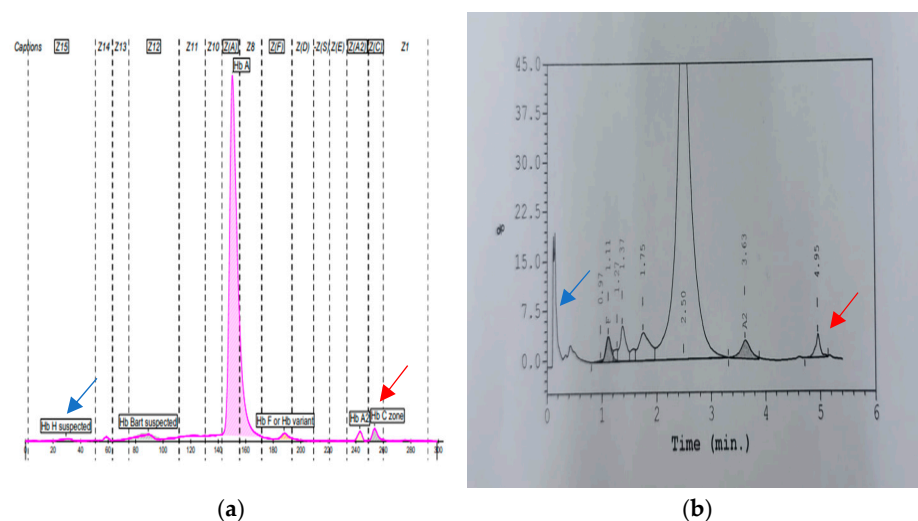 Captions Z15 Z14 Z13 Z12 Z11 Z10 Z(A) Z8 Z(F) Z(D) Z(S) Z(E) Z(A2) Z(C) Z1
Hb A
Hb H suspected
Hb Bart suspected
Hb F or Hb variant
Hb A2
Hb C zone
0 20 40 60 80 100 120 140 160 180 200 220 240 260 280 300
(a)
45.0
37.5
30.0
22.5
15.0
7.5
0.0
%
F
0.97
1.11
1.27
1.37
1.75
2.50
A2
3.63
4.95
0 1 2 3 4 5 6
Time (min.)
(b)